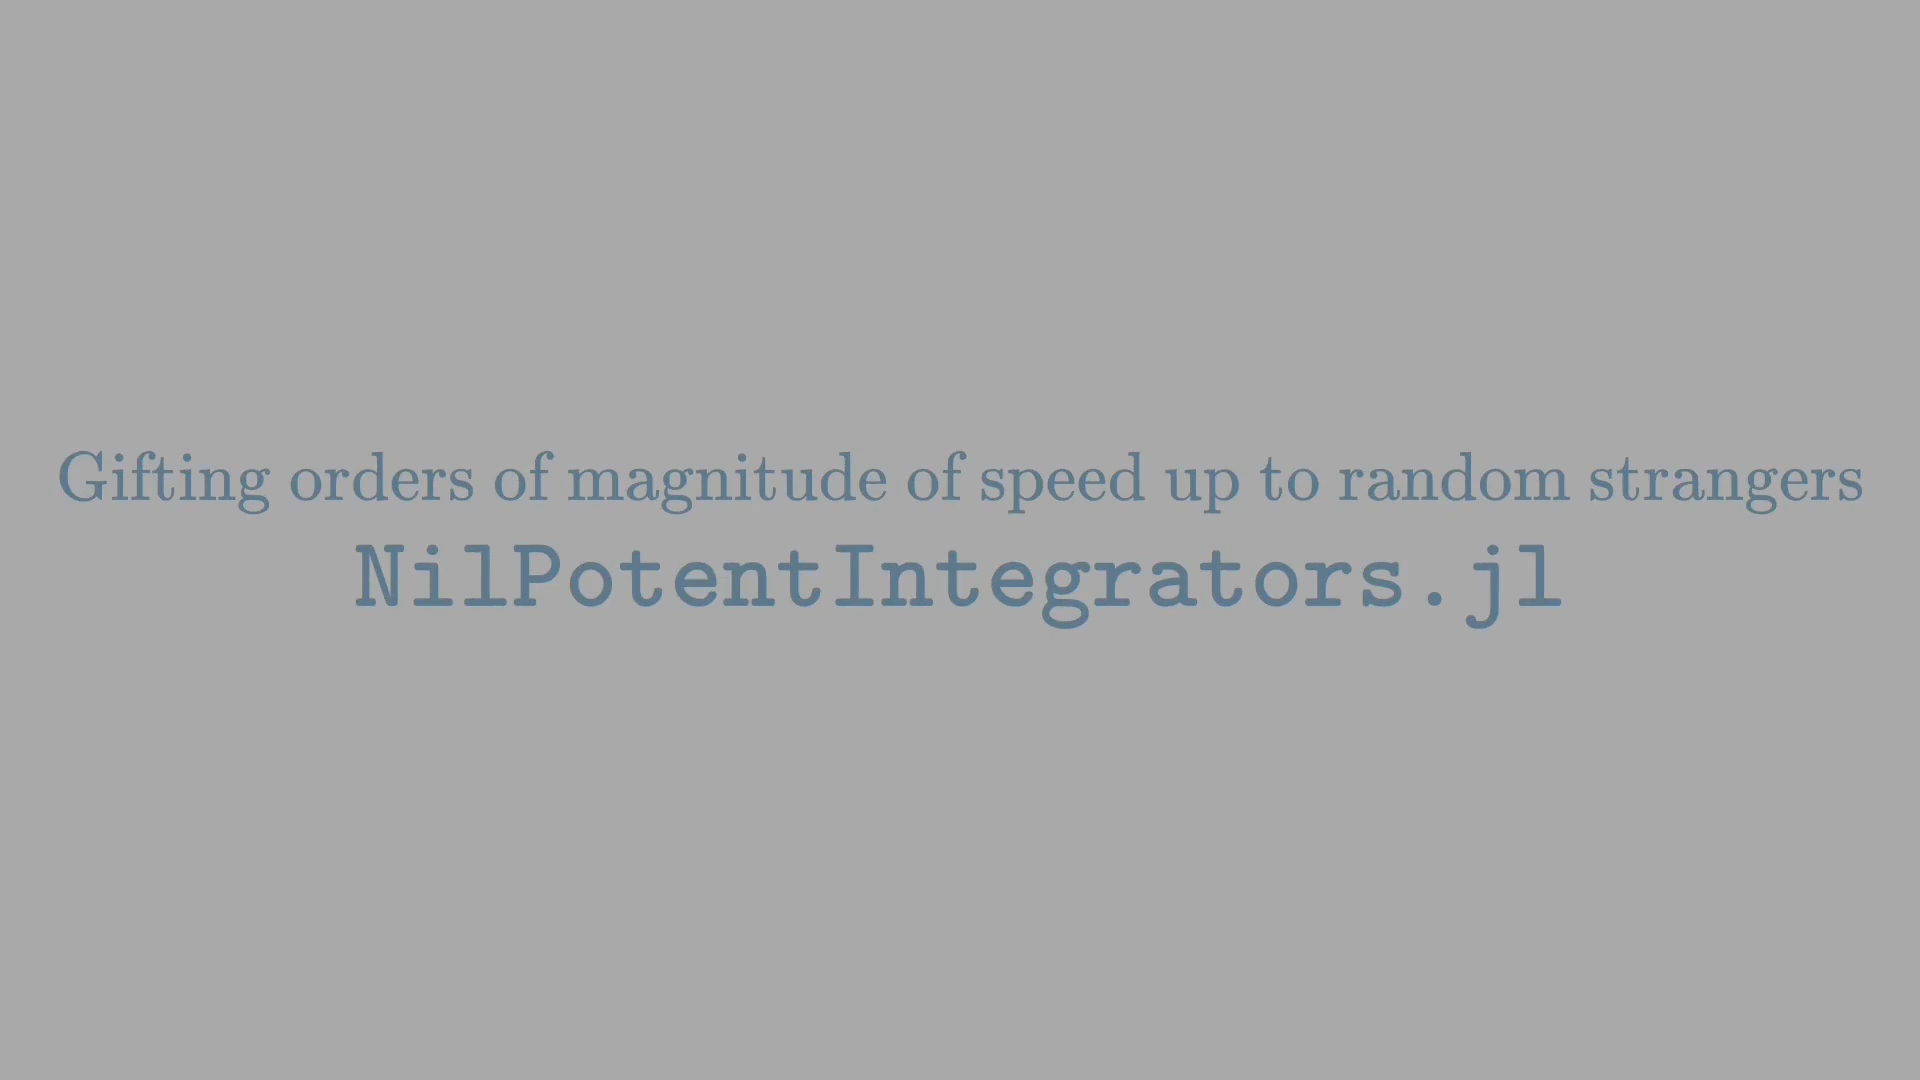 Gifting orders of magnitude of speed up to random strangers
NilPotentIntegrators.jl